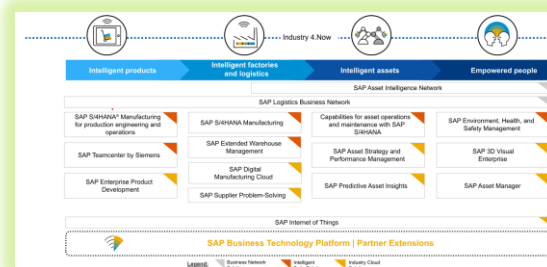 Industry 4.Now
Intelligent products
Intelligent factories
and logistics
Intelligent assets
Empowered people
SAP Asset Intelligence Network
SAP Logistics Business Network
SAP S/4HANA® Manufacturing
for production engineering and
operations
SAP Teamcenter by Siemens
SAP Enterprise Product
Development
SAP S/4HANA Manufacturing
SAP Extended Warehouse
Management
SAP Digital
Manufacturing Cloud
SAP Supplier Problem-Solving
Capabilities for asset operations
and maintenance with SAP
S/4HANA
SAP Asset Strategy and
Performance Management
SAP Predictive Asset Insights
SAP Environment, Health, and
Safety Management
SAP 3D Visual
Enterprise
SAP Asset Manager
SAP Internet of Things
SAP Business Technology Platform | Partner Extensions
Legend:
Business Network
Intelligent
Industry Cloud